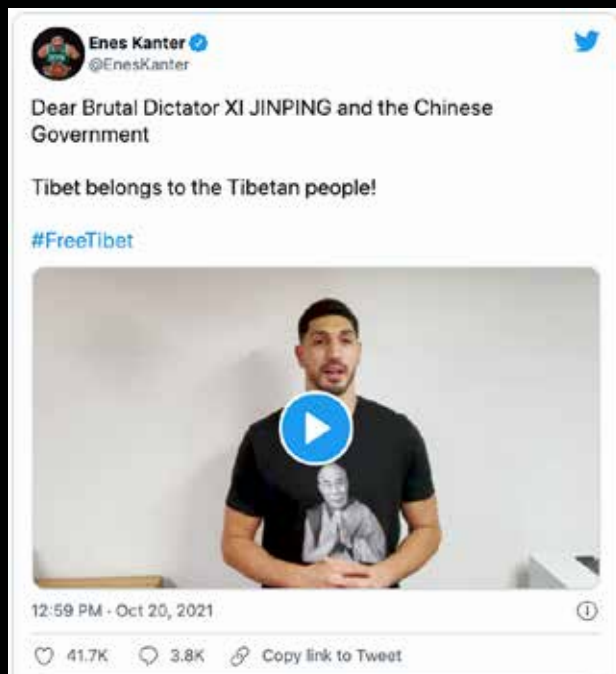 Enes Kanter
@EnesKanter
Dear Brutal Dictator XI JINPING and the Chinese
Government
Tibet belongs to the Tibetan people!
#FreeTibet
12:59 PM · Oct 20, 2021
41.7K 3.8K Copy link to Tweet